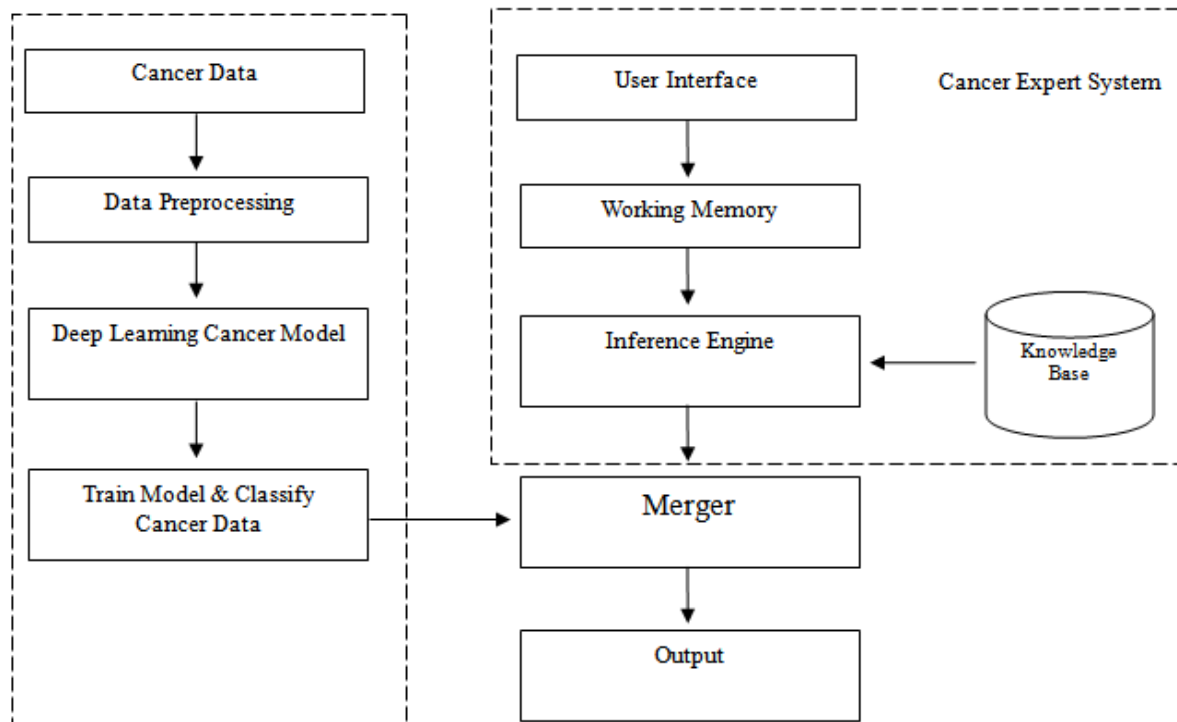 Cancer Data
Data Preprocessing
Deep Learning Cancer Model
Train Model & Classify
Cancer Data
User Interface
Cancer Expert System
Working Memory
Inference Engine
Knowledge
Base
Merger
Output